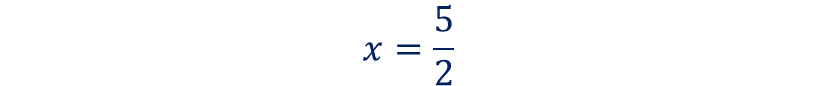 x = 5/2